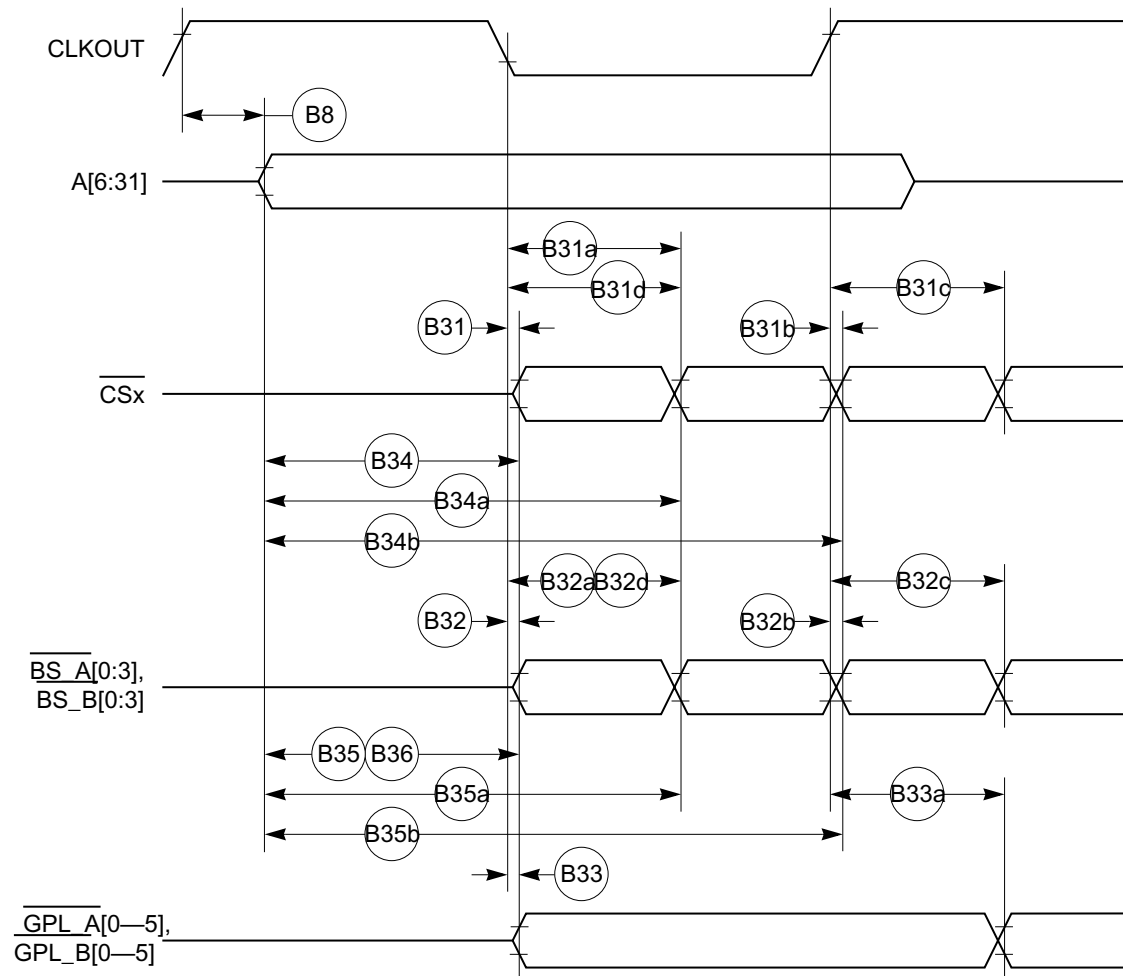 CLKOUT
B8
A[6:31]
B31a
B31d
B31c
B31
B31b
CSx
B34
B34a
B34b
B32a
B32d
B32c
B32
B32b
BS_A[0:3],
BS_B[0:3]
B35
B36
B35a
B33a
B35b
B33
GPL_A[0—5],
GPL_B[0—5]